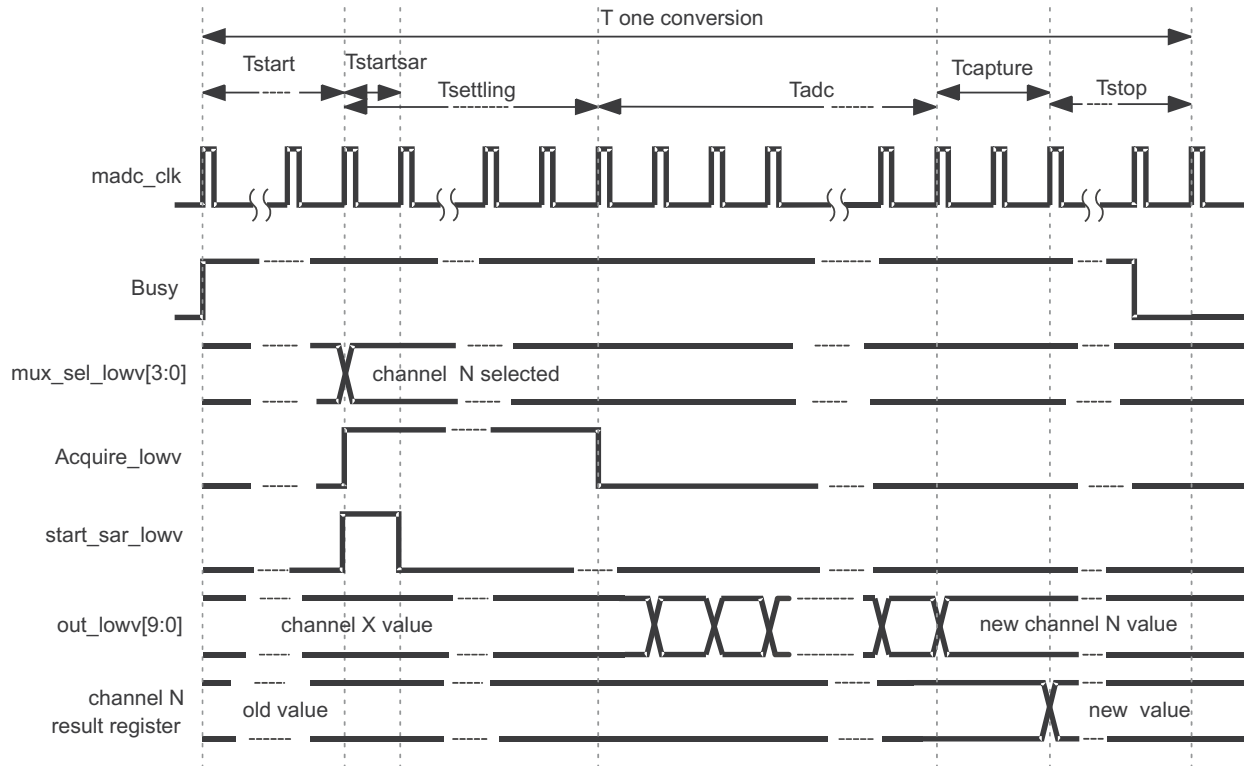 T one conversion
Tstart
Tstartsar
Tsettling
Tadc
Tcapture
Tstop
madc_clk
Busy
mux_sel_lowv[3:0]
channel N selected
Acquire_lowv
start_sar_lowv
out_lowv[9:0]
channel X value
new channel N value
channel N
result register
old value
new value